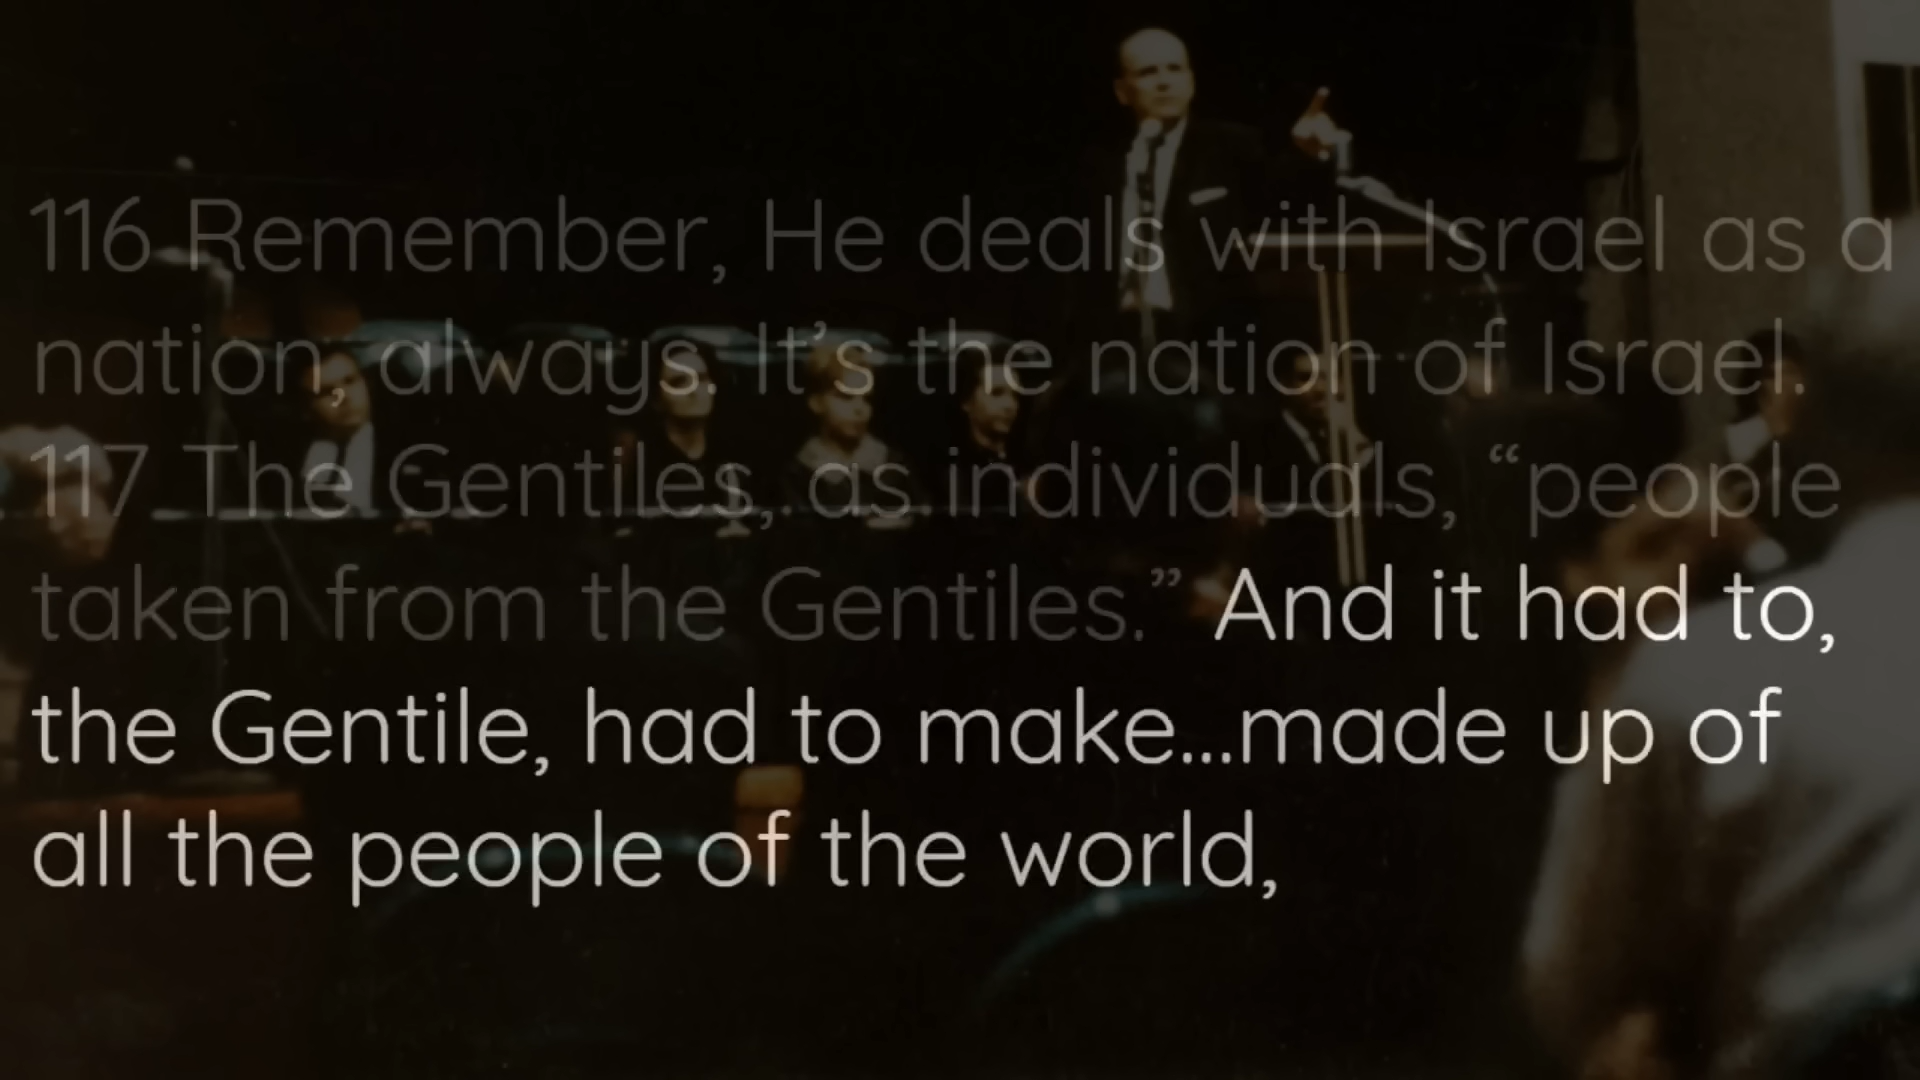 116 Remember, He deals with Israel as a
nation, always. It’s the nation of Israel.
117 The Gentiles, as individuals, “people
taken from the Gentiles.” And it had to,
the Gentile, had to make...made up of
all the people of the world,